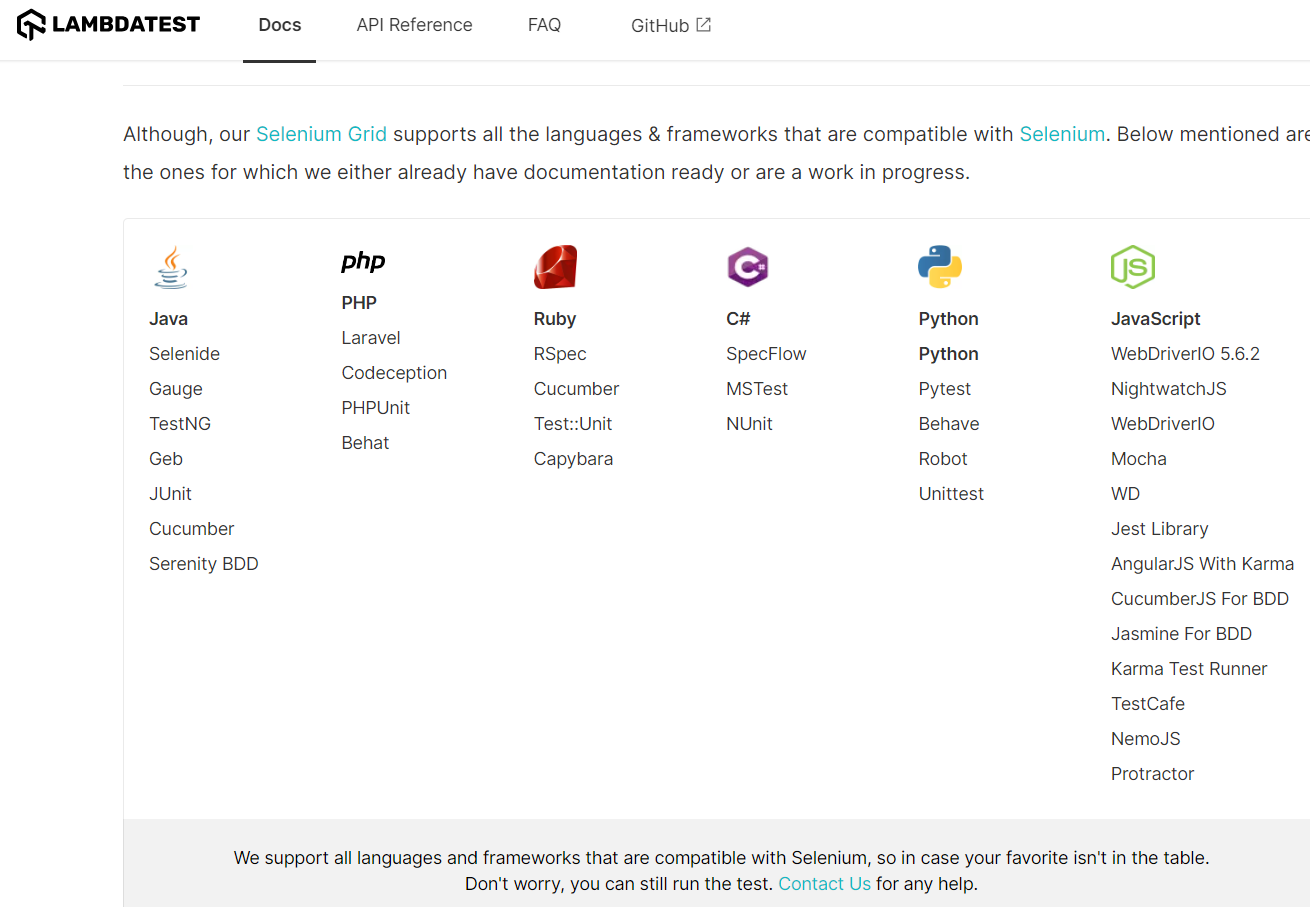 LAMBDATEST Docs API Reference FAQ GitHub
Although, our Selenium Grid supports all the languages & frameworks that are compatible with Selenium. Below mentioned are
the ones for which we either already have documentation ready or are a work in progress.
php
JS
C#
Java
Selenide
Gauge
TestNG
Geb
JUnit
Cucumber
Serenity BDD
PHP
Laravel
Codeception
PHPUnit
Behat
Ruby
RSpec
Cucumber
Test::Unit
Capybara
C#
SpecFlow
MSTest
NUnit
Python
Python
Pytest
Behave
Robot
Unittest
JavaScript
WebDriverIO 5.6.2
NightwatchJS
WebDriverIO
Mocha
WD
Jest Library
AngularJS With Karma
CucumberJS For BDD
Jasmine For BDD
Karma Test Runner
TestCafe
NemoJS
Protractor
We support all languages and frameworks that are compatible with Selenium, so in case your favorite isn't in the table.
Don't worry, you can still run the test. Contact Us for any help.